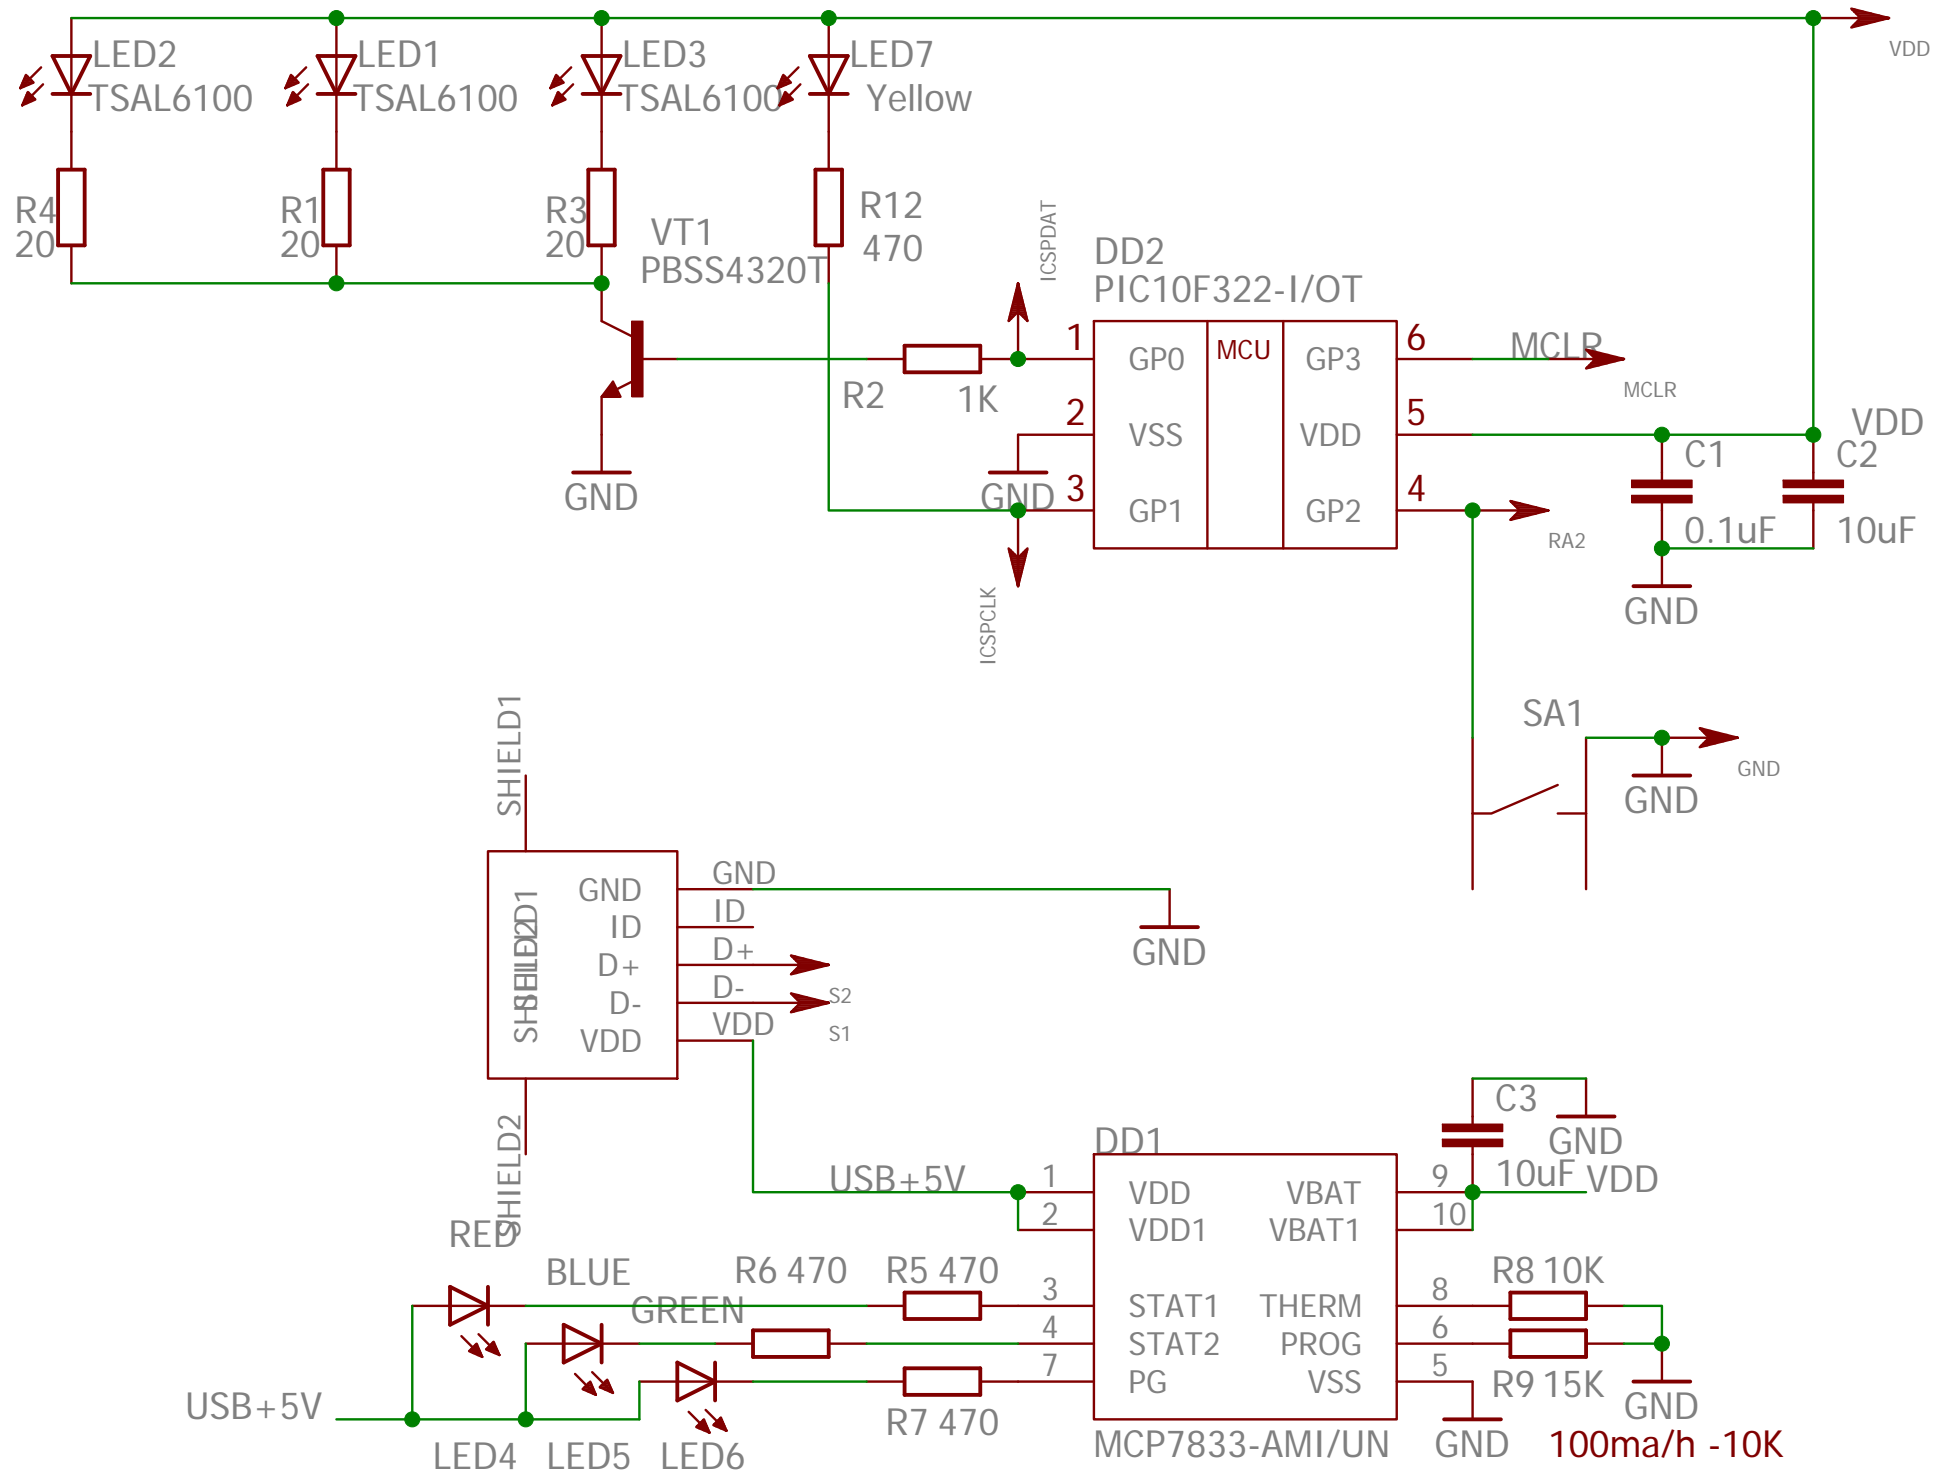 VDD
LED2
TSAL6100
LED1
TSAL6100
LED3
TSAL6100
LED7
Yellow
R4
20
R1
20
R3
20
VT1
PBSS4320T
R12
470
ICSPDAT
DD2
PIC10F322-I/OT
1
GP0
MCU
GP3
6
MCLR
MCLR
R2
1K
2
VSS
VDD
5
VDD
C1
C2
GND
GND
3
GP1
GP2
4
RA2
0.1uF
10uF
GND
ICSPCLK
SHIELD1
SA1
GND
GND
SHIELD1
SHIELD2
GND
GND
ID
ID
D+
D+
S2
D-
D-
S1
VDD
VDD
GND
SHIELD2
C3
10uF
GND
VDD
DD1
USB+5V
1
VDD
VBAT
9
2
VDD1
VBAT1
10
RED
BLUE
GREEN
R6 470
R5 470
3
STAT1
THERM
8
R8 10K
4
STAT2
PROG
6
7
PG
VSS
5
R9 15K
USB+5V
R7 470
GND
LED4
LED5
LED6
MCP7833-AMI/UN
GND
100ma/h -10K